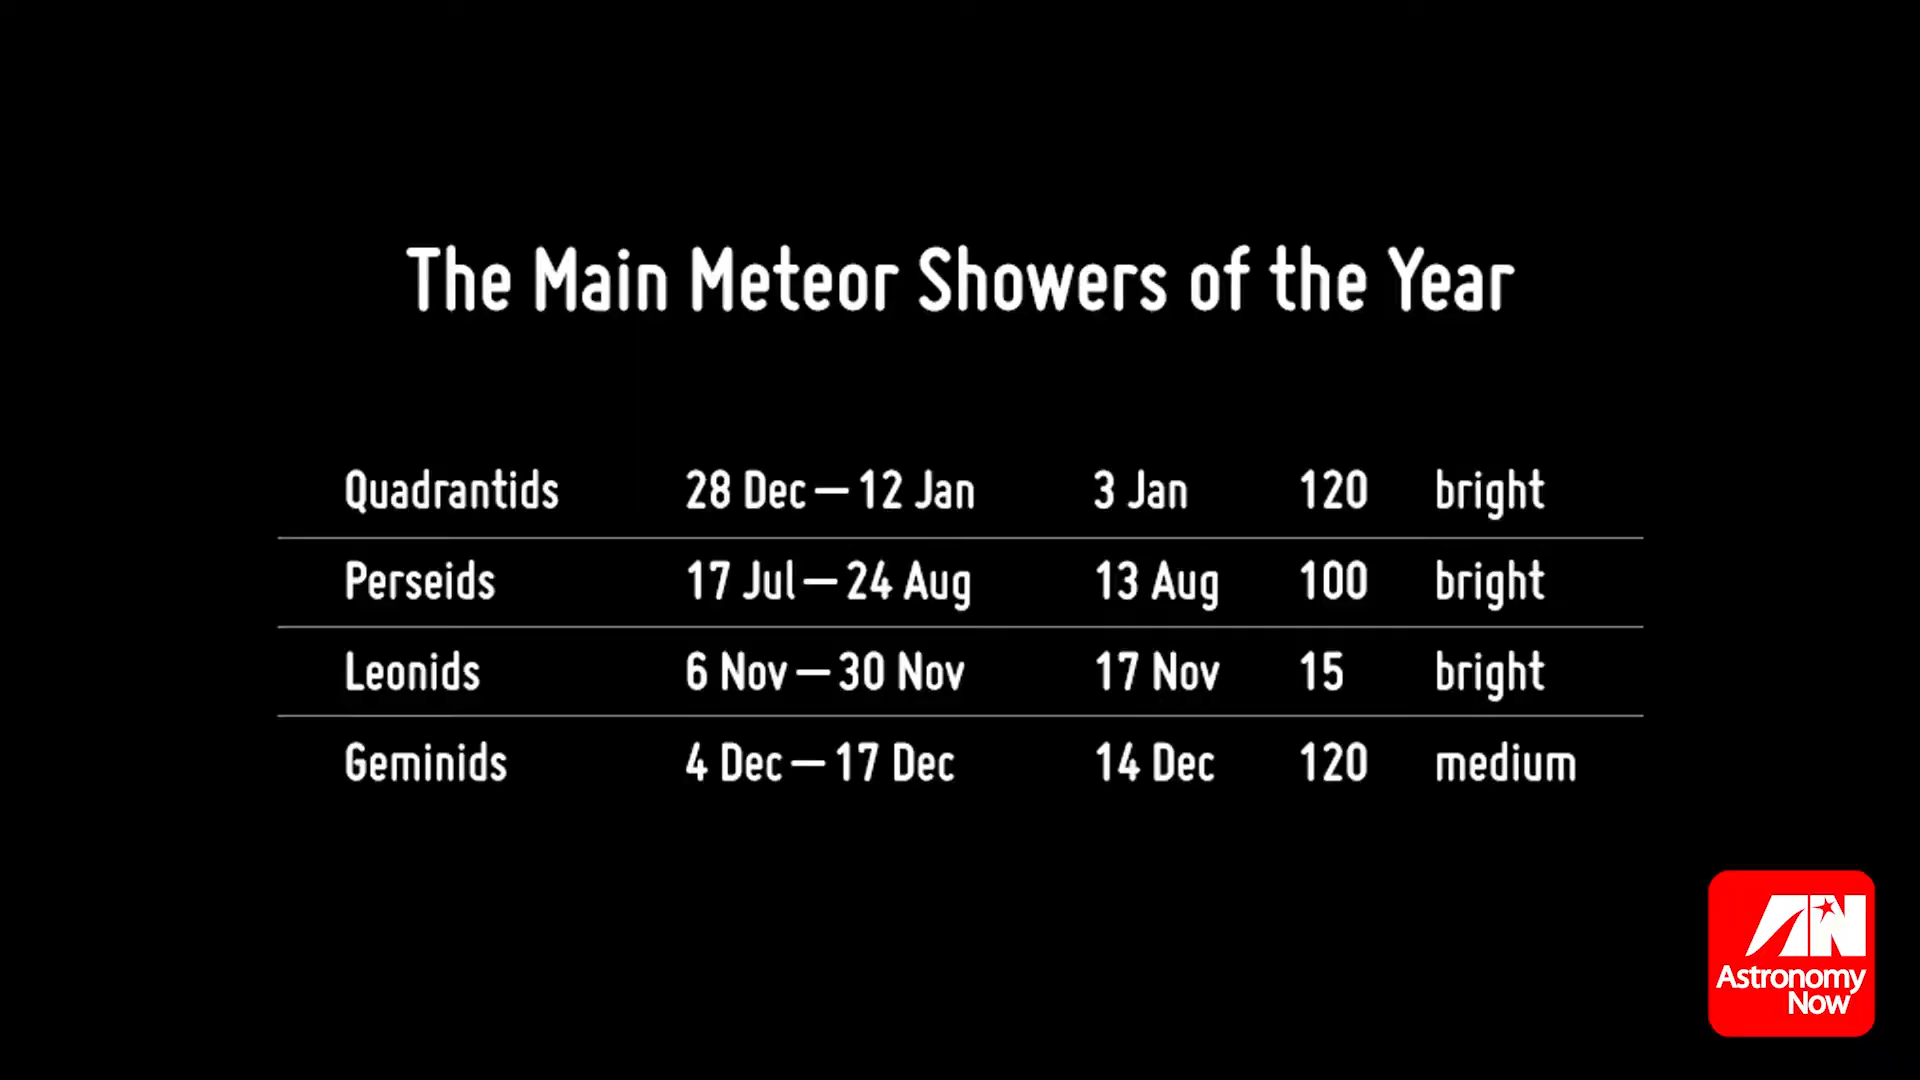 The Main Meteor Showers of the Year
Quadrantids 28 Dec — 12 Jan 3 Jan 120 bright
Perseids 17 Jul — 24 Aug 13 Aug 100 bright
Leonids 6 Nov — 30 Nov 17 Nov 15 bright
Geminids 4 Dec — 17 Dec 14 Dec 120 medium
AN
Astronomy
Now